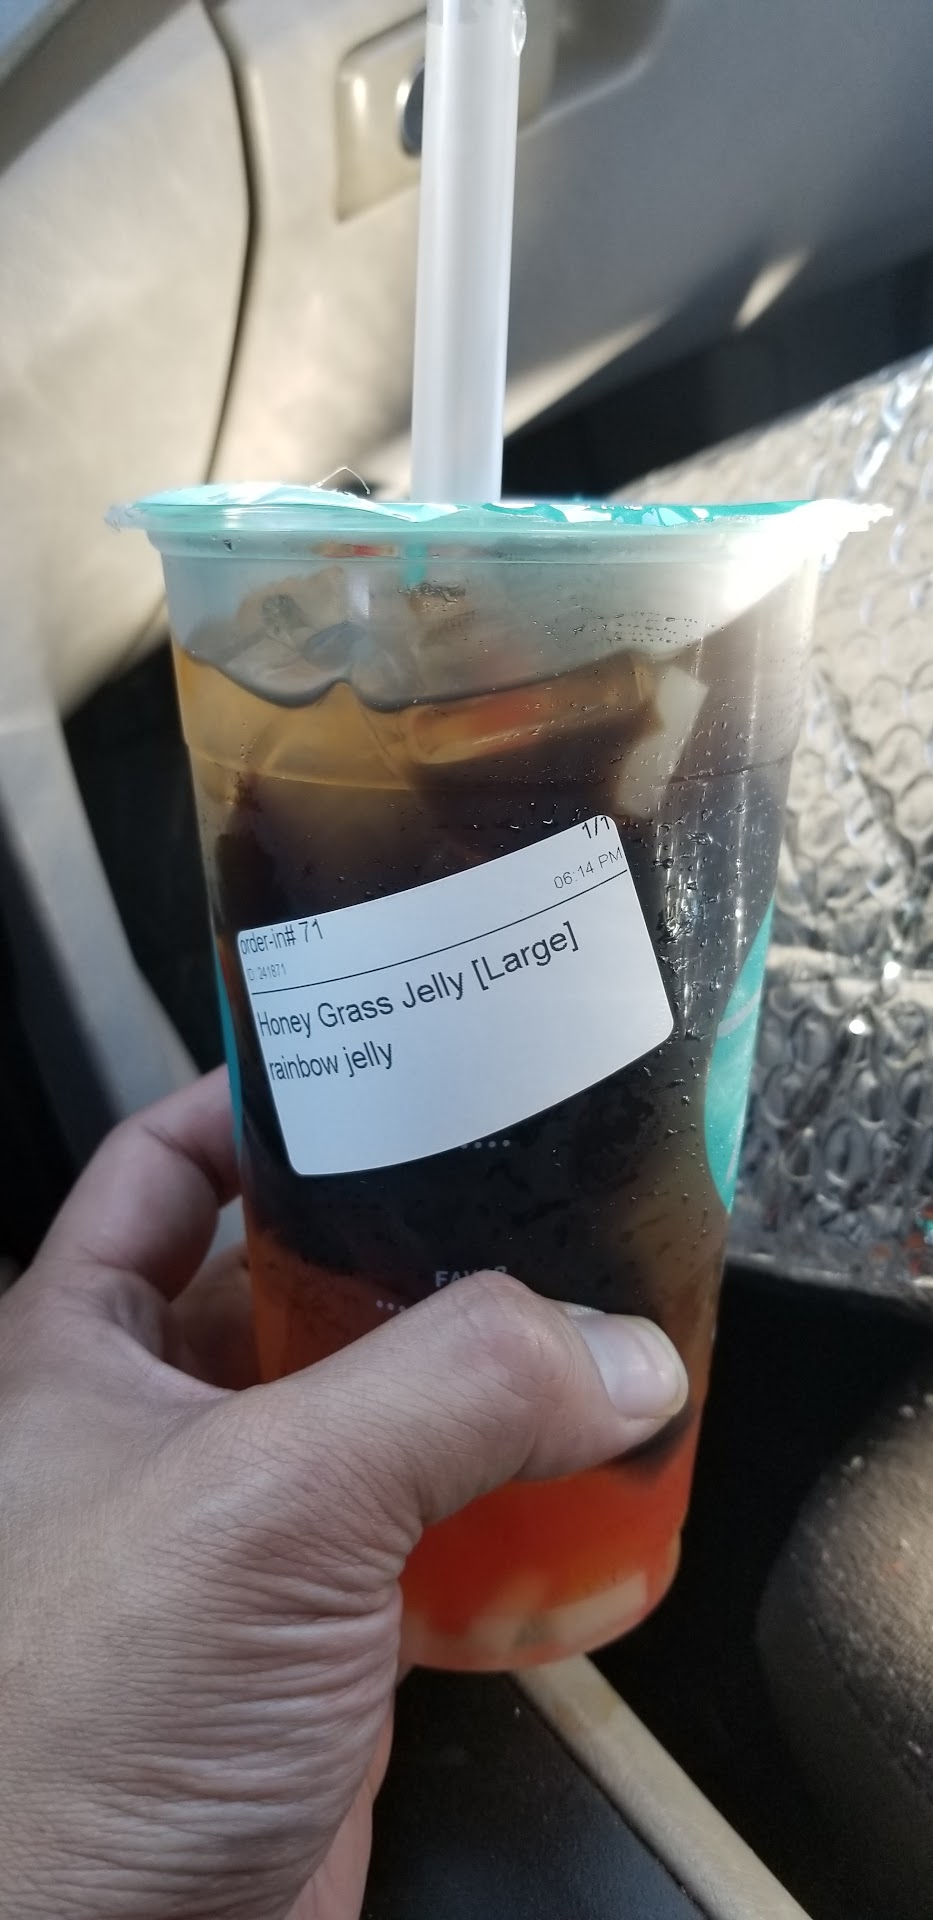 1/1
order-in# 71 06:14 PM
ID: 241871
Honey Grass Jelly [Large]
rainbow jelly